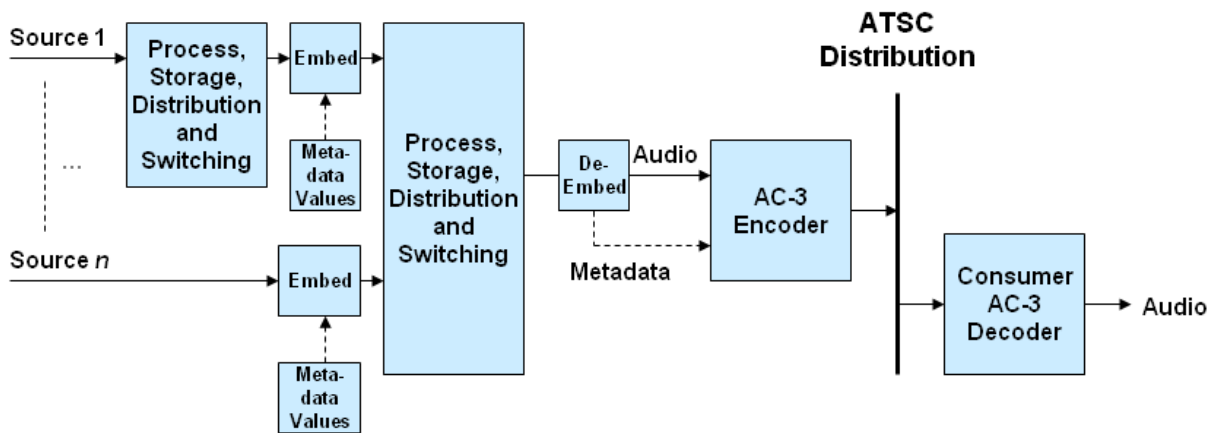 Source 1
...
Source n
Process,
Storage,
Distribution
and
Switching
Embed
Meta-
data
Values
Embed
Meta-
data
Values
Process,
Storage,
Distribution
and
Switching
De-
Embed
Audio
Metadata
AC-3
Encoder
ATSC
Distribution
Consumer
AC-3
Decoder
Audio